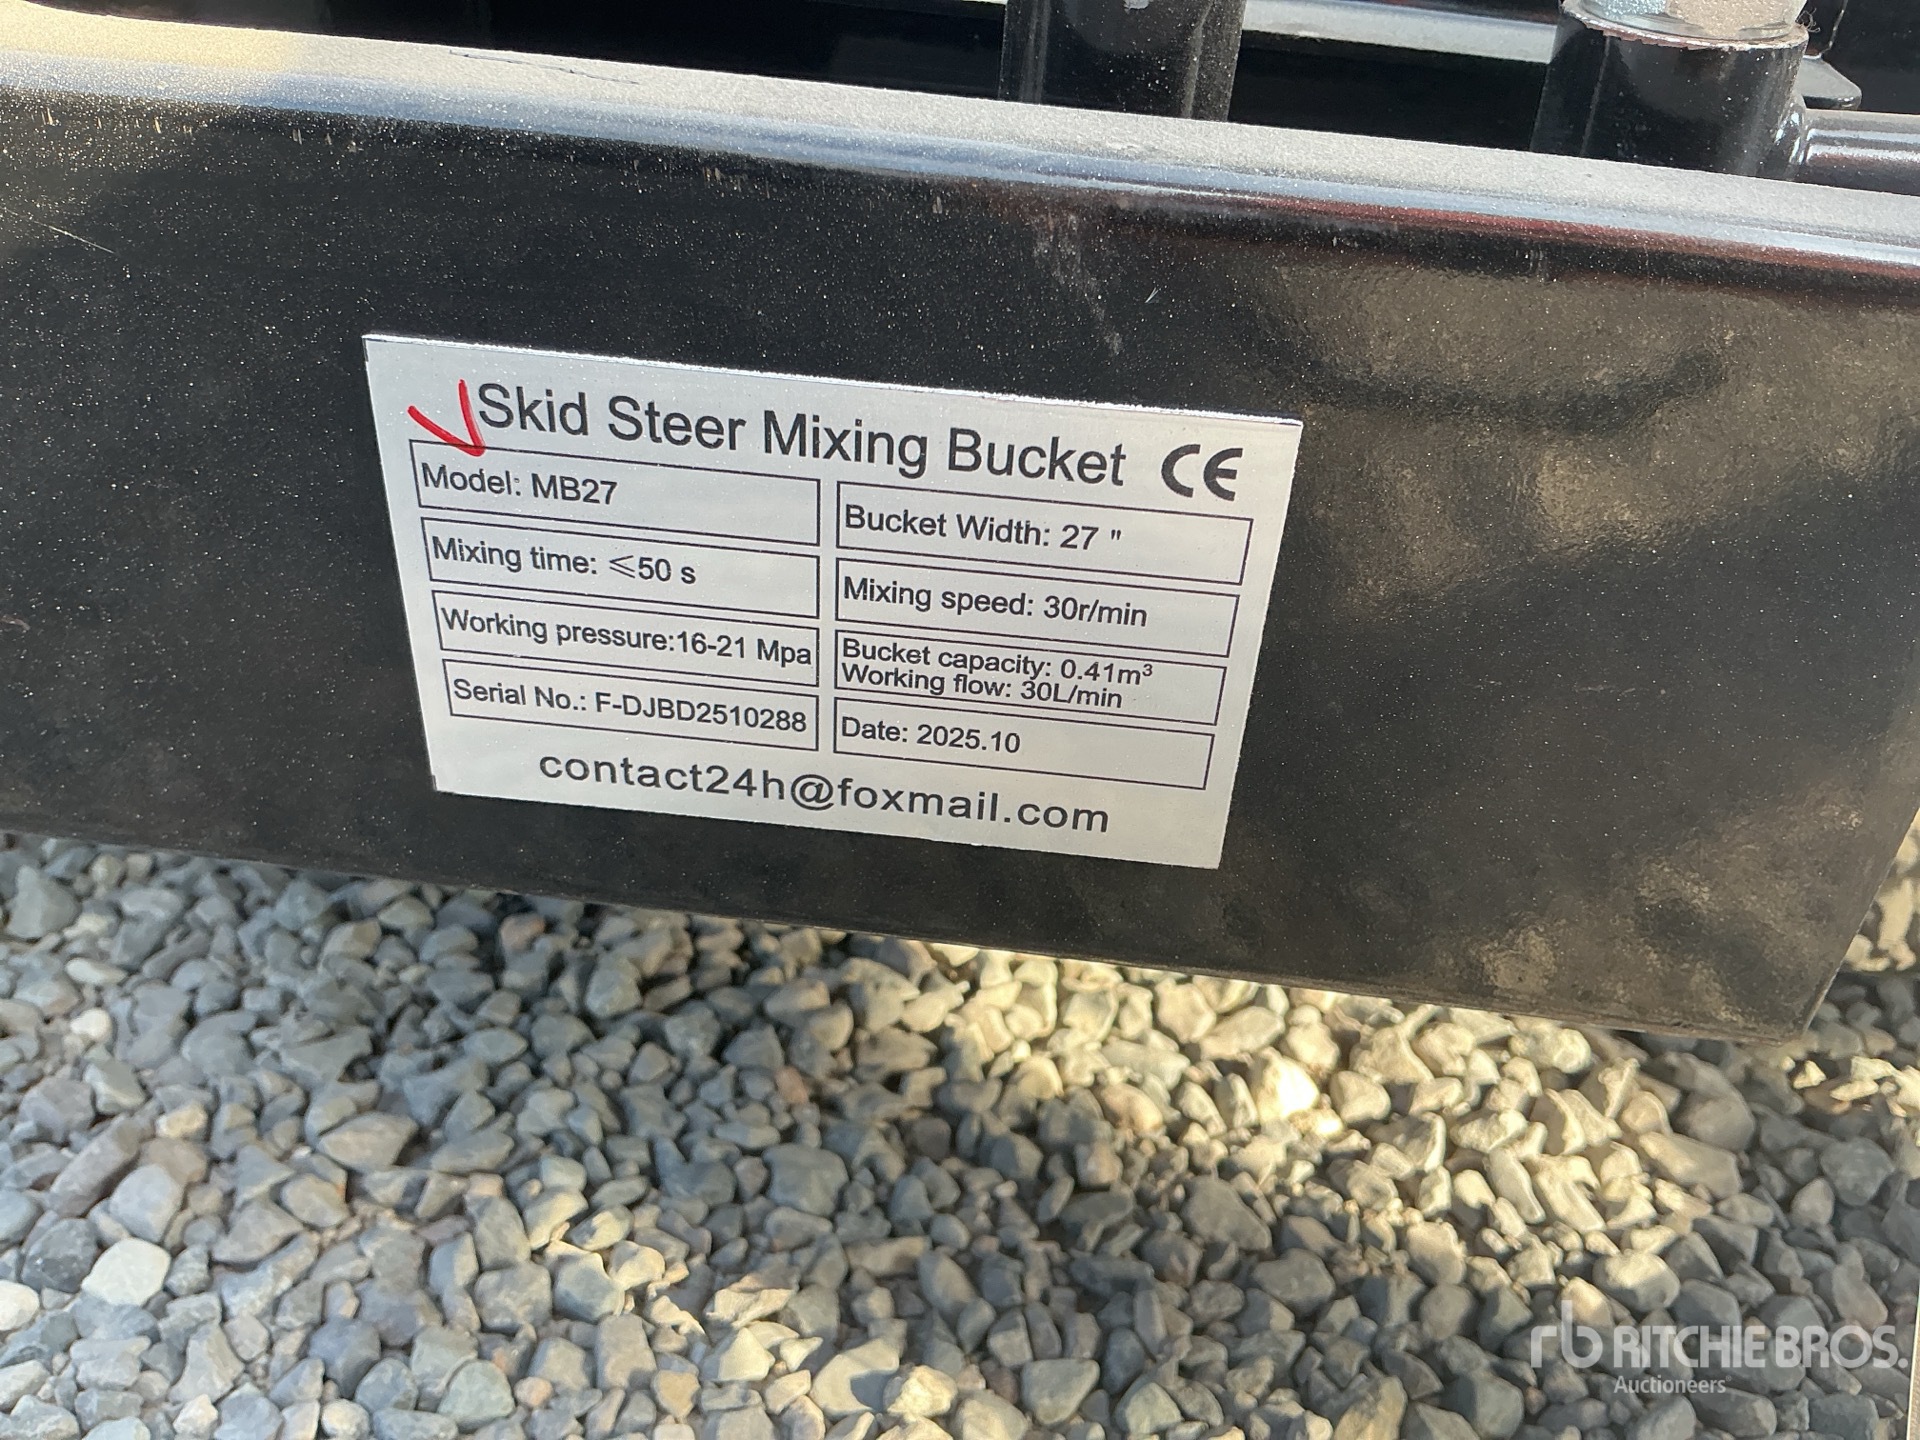 Skid Steer Mixing Bucket CE
Model: MB27
Bucket Width: 27 "
Mixing time: ⩽50 s
Mixing speed: 30r/min
Working pressure:16-21 Mpa
Bucket capacity: 0.41m³
Working flow: 30L/min
Serial No.: F-DJBD2510288
Date: 2025.10
contact24h@foxmail.com
rb RITCHIE BROS.
Auctioneers